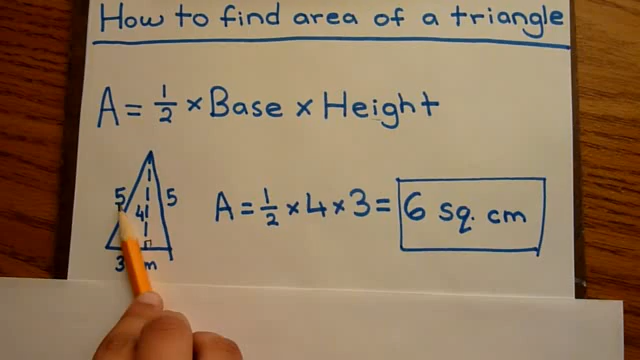 How to find area of a triangle
A = 1/2 × Base × Height
5 4 5
A = 1/2 × 4 × 3 = 6 sq. cm
3 m